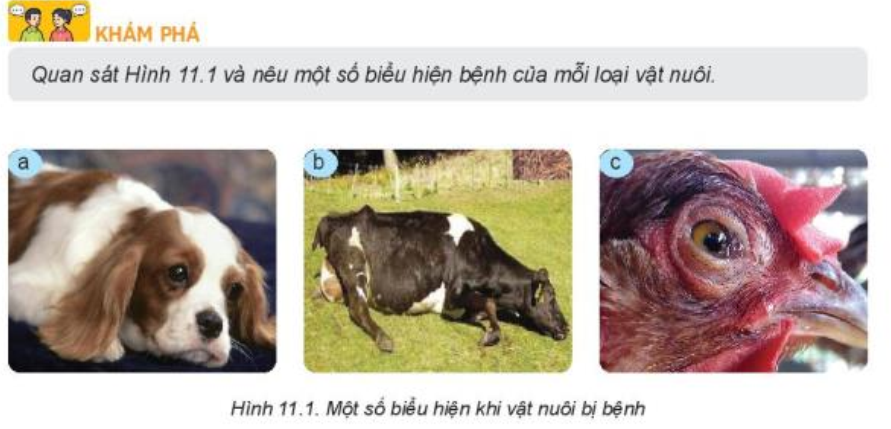 KHÁM PHÁ
Quan sát Hình 11.1 và nêu một số biểu hiện bệnh của mỗi loại vật nuôi.
a
b
c
Hình 11.1. Một số biểu hiện khi vật nuôi bị bệnh